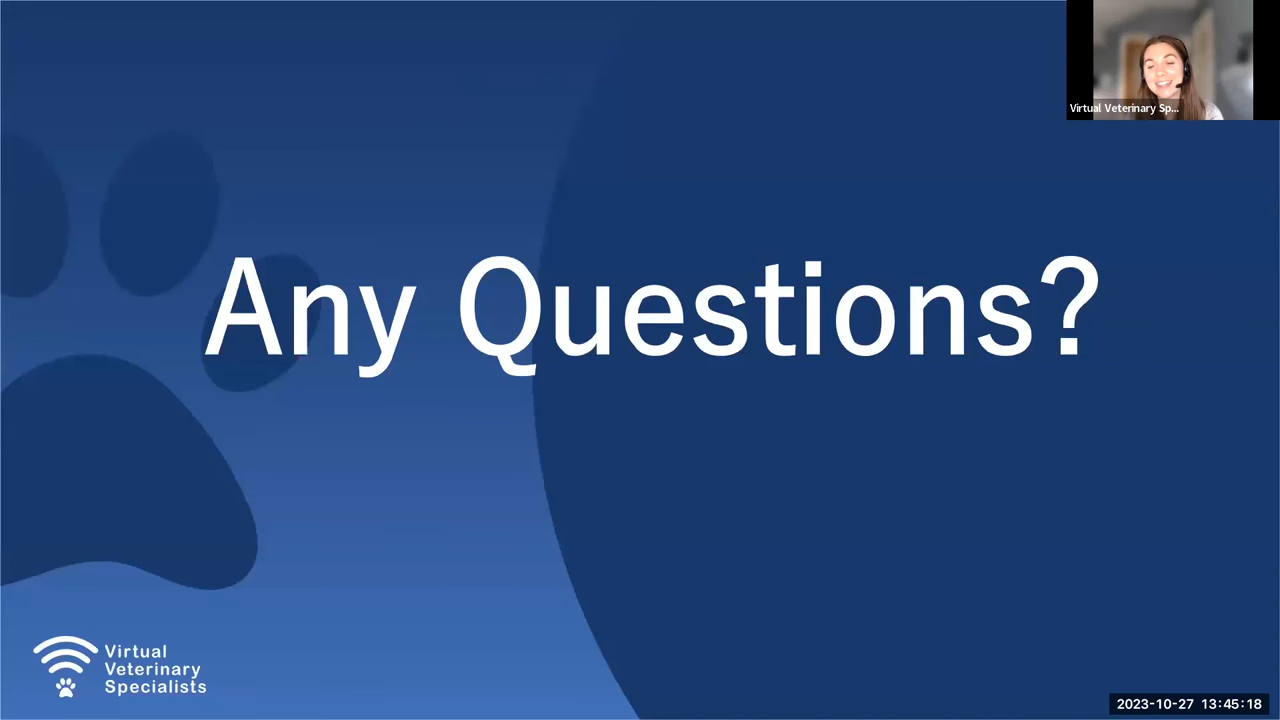 Virtual Veterinary Sp...
Any Questions?
Virtual
Veterinary
Specialists
2023-10-27 13:45:18